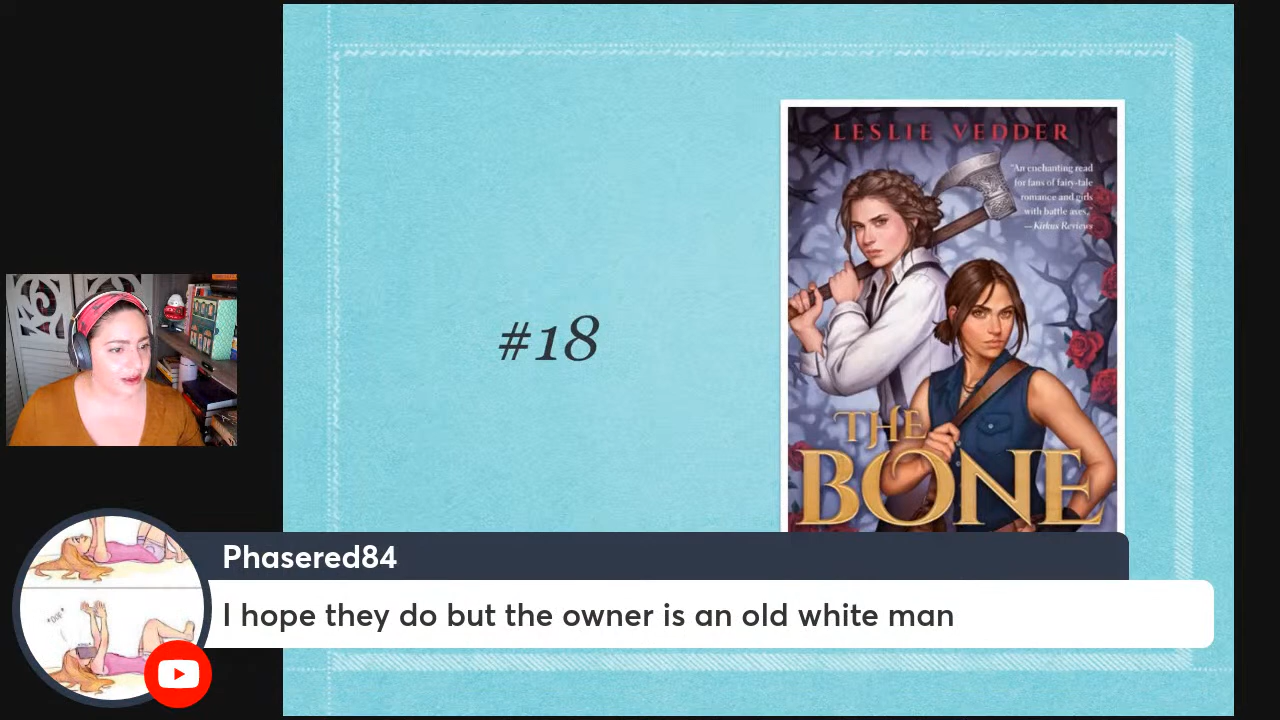 LESLIE VEDDER
"An enchanting read
for fans of fairy-tale
romance and girls
with battle axes."
—Kirkus Reviews
#18
THE
BONE
Phasered84
I hope they do but the owner is an old white man